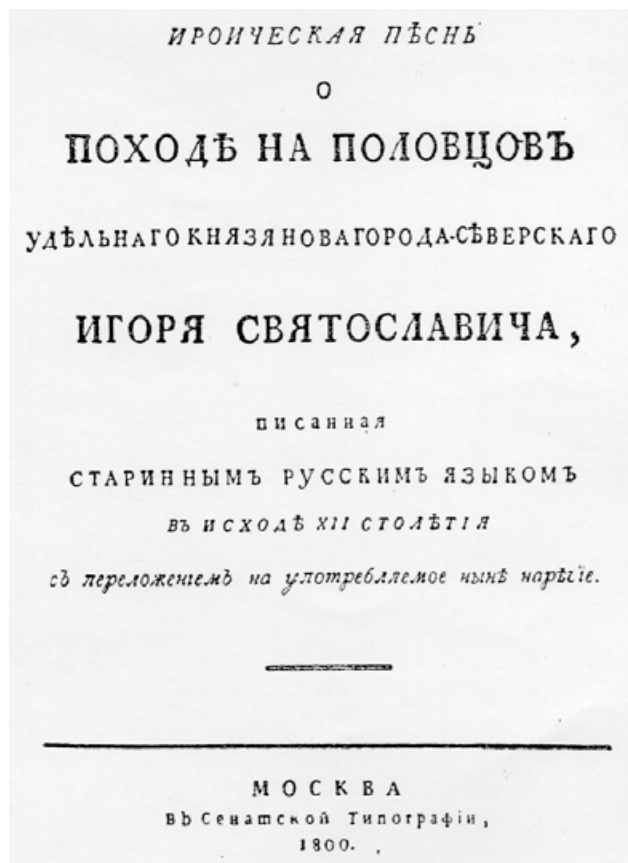 ИРОИЧЕСКАЯ ПѢСНЬ
О
ПОХОДѢ НА ПОЛОВЦОВЪ
УДѢЛЬНАГО КНЯЗЯ НОВАГОРОДА-СѢВЕРСКАГО
ИГОРЯ СВЯТОСЛАВИЧА,
писанная
СТАРИННЫМЪ РУССКИМЪ ЯЗЫКОМЪ
ВЪ ИСХОДѢ XII СТОЛѢТІЯ
съ переложеніемъ на употребляемое нынѣ нарѣчіе.
МОСКВА
Въ Сенатской Типографіи,
1800.